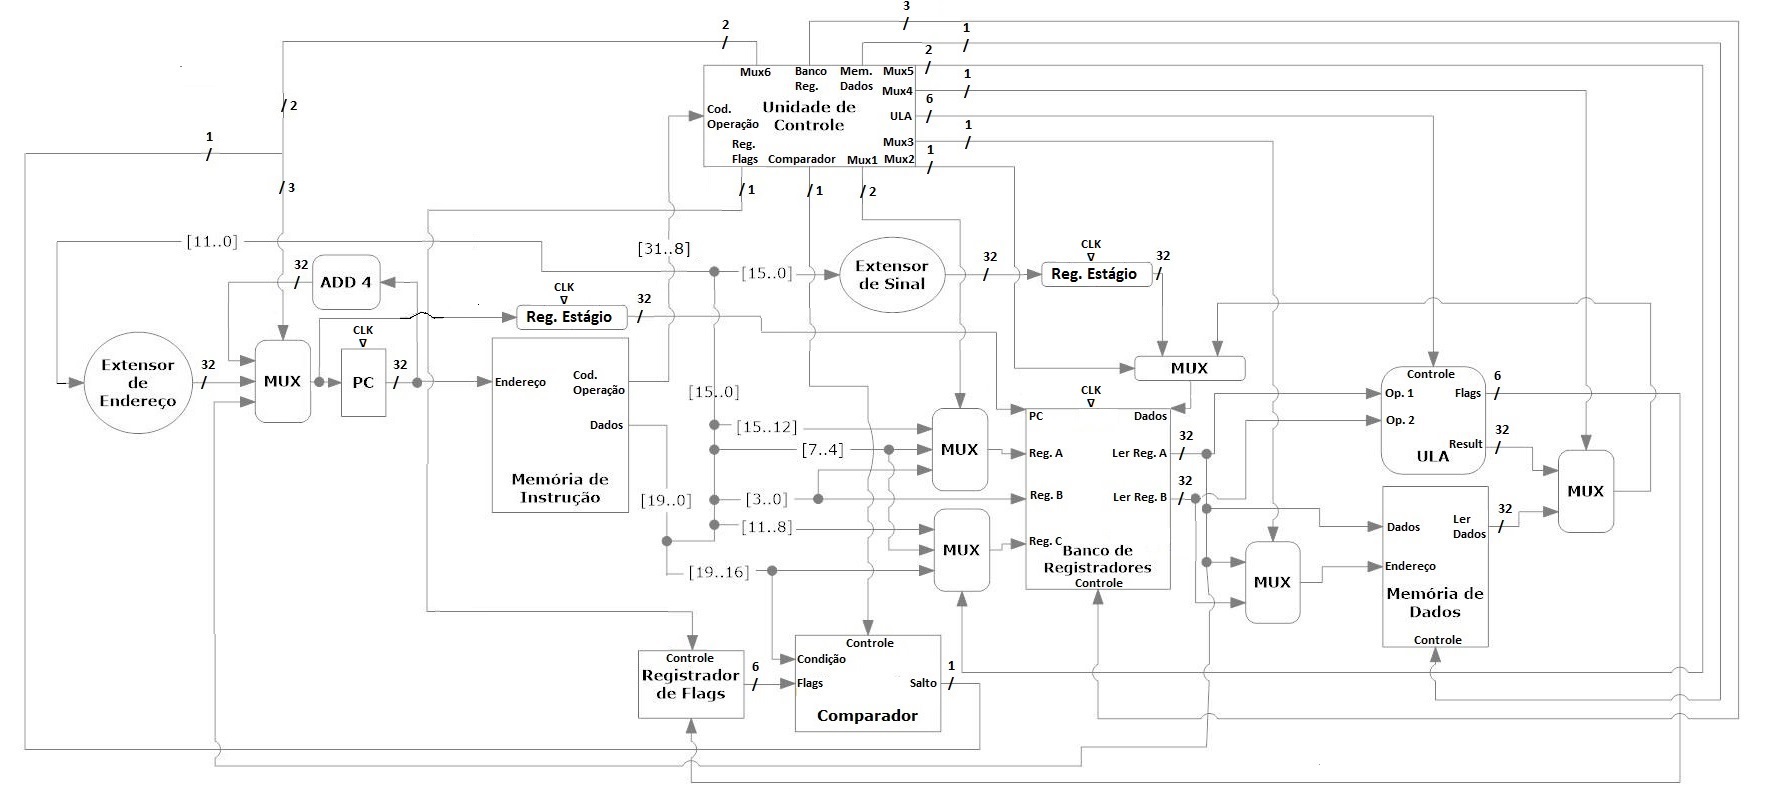 3
2
1
2
Mux6
Banco
Reg.
Mem.
Dados
Mux5
1
Mux4
Cod.
Operação
Unidade de
Controle
6
ULA
/2
1
1
Mux3
Reg.
Flags
Comparador
Mux1
Mux2
1
/3
/1
/1
/2
[11..0]
[31..8]
32
ADD 4
[15..0]
Extensor
de Sinal
32
CLK
Reg. Estágio
32
CLK
Reg. Estágio
32
CLK
Extensor
de
Endereço
32
MUX
PC
32
Endereço
Cod.
Operação
Dados
Memória de
Instrução
[15..0]
[15..12]
[7..4]
[3..0]
[11..8]
[19..0]
[19..16]
MUX
MUX
MUX
CLK
PC
Dados
Reg. A
Ler Reg. A
32
Reg. B
Ler Reg. B
32
Reg. C
Banco de
Registradores
Controle
Controle
Op. 1
Flags
6
Op. 2
Result
32
ULA
MUX
Dados
Ler
Dados
32
Endereço
Memória de
Dados
Controle
MUX
Controle
Registrador
de Flags
6
Controle
Condição
Flags
Salto
1
Comparador